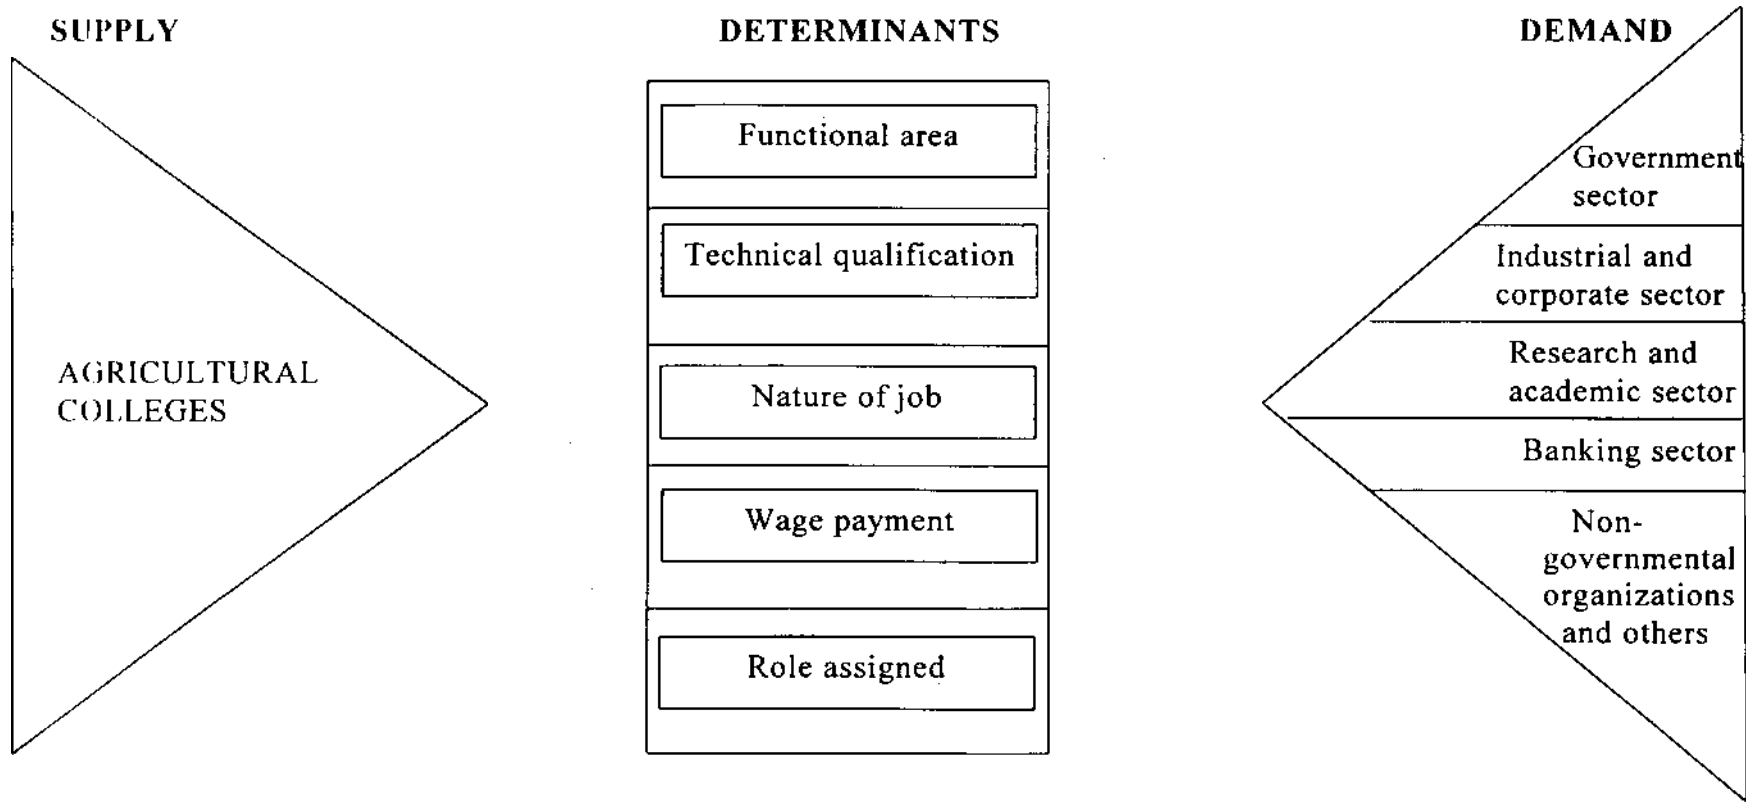 SUPPLY
AGRICULTURAL
COLLEGES
DETERMINANTS
Functional area
Technical qualification
Nature of job
Wage payment
Role assigned
DEMAND
Government
sector
Industrial and
corporate sector
Research and
academic sector
Banking sector
Non-
governmental
organizations
and others